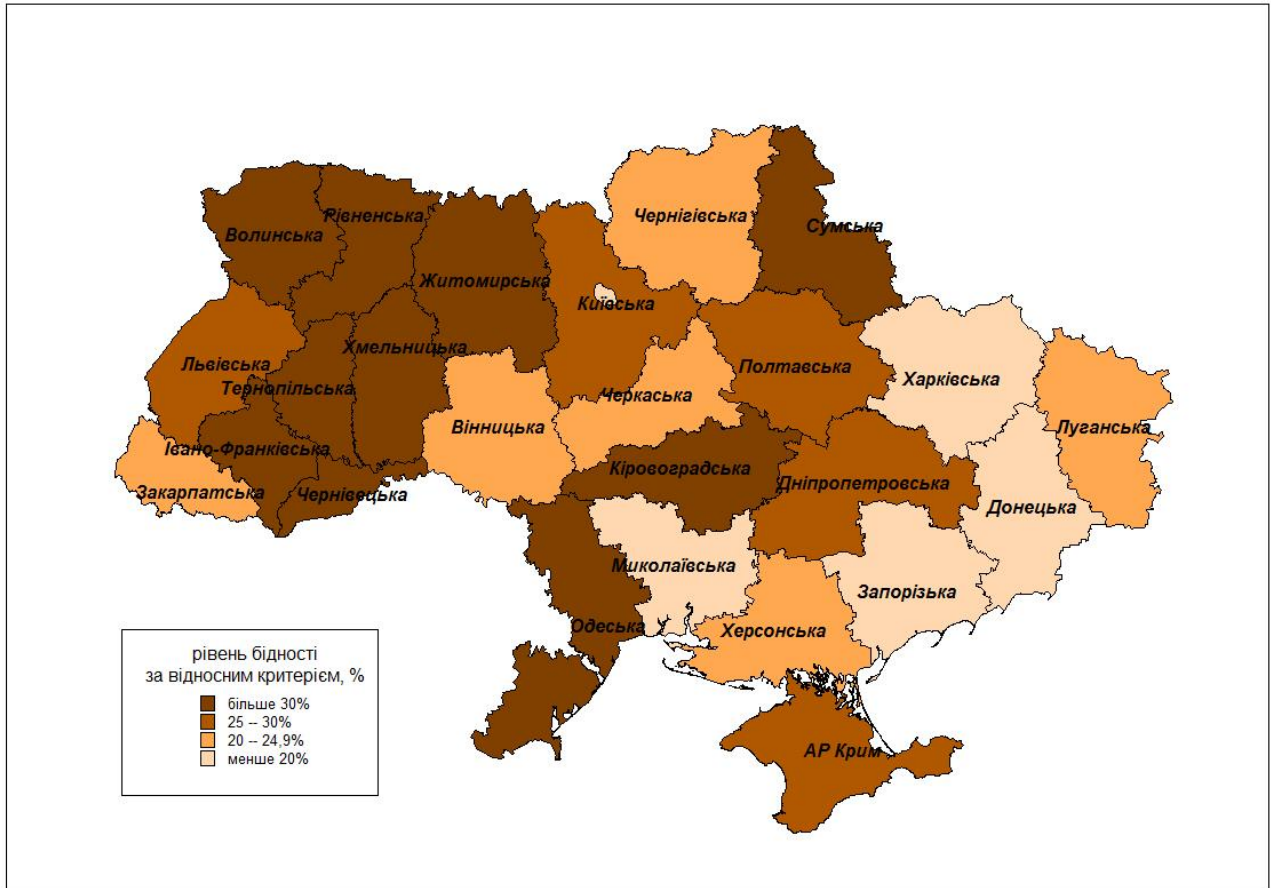 Чернігівська
Сумська
Рівненська
Волинська
Житомирська
Київська
Хмельницька
Львівська
Полтавська
Харківська
Тернопільська
Черкаська
Вінницька
Луганська
Івано-Франківська
Кіровоградська
Закарпатська
Чернівецька
Дніпропетровська
Донецька
Миколаївська
Запорізька
Одеська
Херсонська
АР Крим
рівень бідності
за відносним критерієм, %
більше 30%
25 -- 30%
20 -- 24,9%
менше 20%